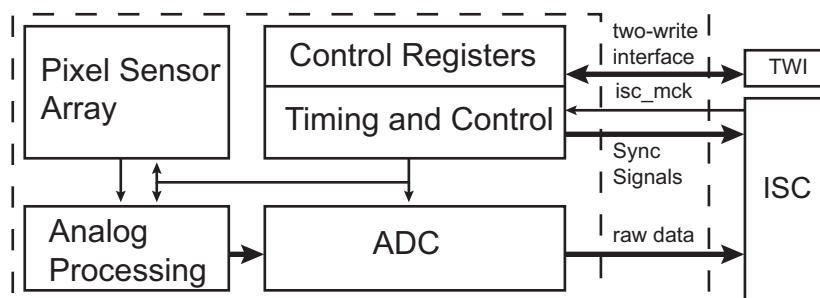 Pixel Sensor
Array
Control Registers
Timing and Control
two-write
interface
TWI
isc_mck
Sync
Signals
ISC
Analog
Processing
ADC
raw data